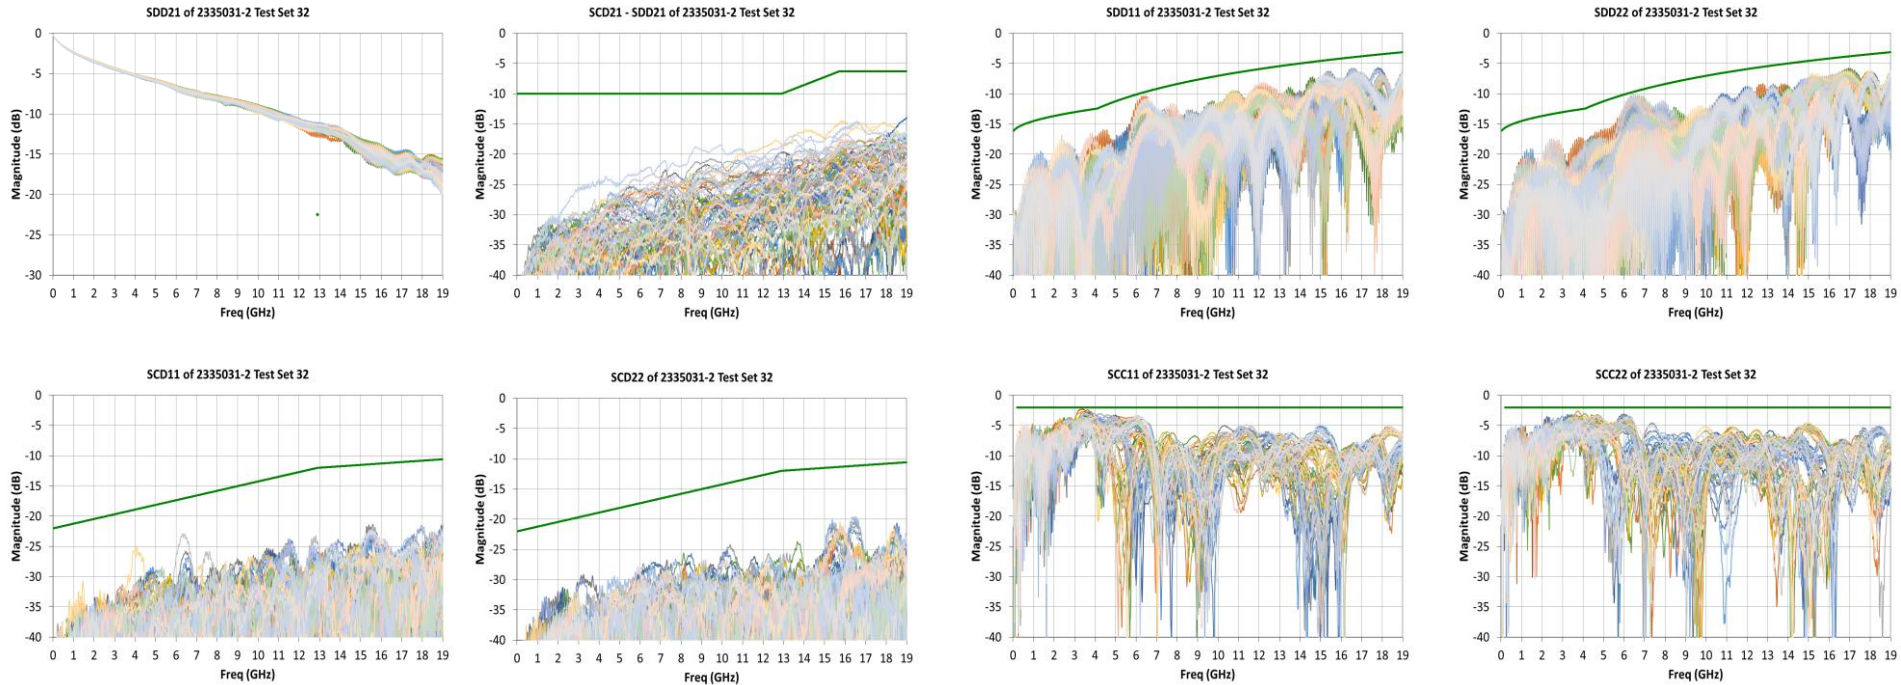 SDD21 of 2335031-2 Test Set 32
0
-5
-10
-15
-20
-25
-30
Magnitude (dB)
0 1 2 3 4 5 6 7 8 9 10 11 12 13 14 15 16 17 18 19
Freq (GHz)
SCD21 - SDD21 of 2335031-2 Test Set 32
0
-5
-10
-15
-20
-25
-30
-35
-40
Magnitude (dB)
0 1 2 3 4 5 6 7 8 9 10 11 12 13 14 15 16 17 18 19
Freq (GHz)
SDD11 of 2335031-2 Test Set 32
0
-5
-10
-15
-20
-25
-30
-35
-40
Magnitude (dB)
0 1 2 3 4 5 6 7 8 9 10 11 12 13 14 15 16 17 18 19
Freq (GHz)
SDD22 of 2335031-2 Test Set 32
0
-5
-10
-15
-20
-25
-30
-35
-40
Magnitude (dB)
0 1 2 3 4 5 6 7 8 9 10 11 12 13 14 15 16 17 18 19
Freq (GHz)
SCD11 of 2335031-2 Test Set 32
0
-5
-10
-15
-20
-25
-30
-35
-40
Magnitude (dB)
0 1 2 3 4 5 6 7 8 9 10 11 12 13 14 15 16 17 18 19
Freq (GHz)
SCD22 of 2335031-2 Test Set 32
0
-5
-10
-15
-20
-25
-30
-35
-40
Magnitude (dB)
0 1 2 3 4 5 6 7 8 9 10 11 12 13 14 15 16 17 18 19
Freq (GHz)
SCC11 of 2335031-2 Test Set 32
0
-5
-10
-15
-20
-25
-30
-35
-40
Magnitude (dB)
0 1 2 3 4 5 6 7 8 9 10 11 12 13 14 15 16 17 18 19
Freq (GHz)
SCC22 of 2335031-2 Test Set 32
0
-5
-10
-15
-20
-25
-30
-35
-40
Magnitude (dB)
0 1 2 3 4 5 6 7 8 9 10 11 12 13 14 15 16 17 18 19
Freq (GHz)